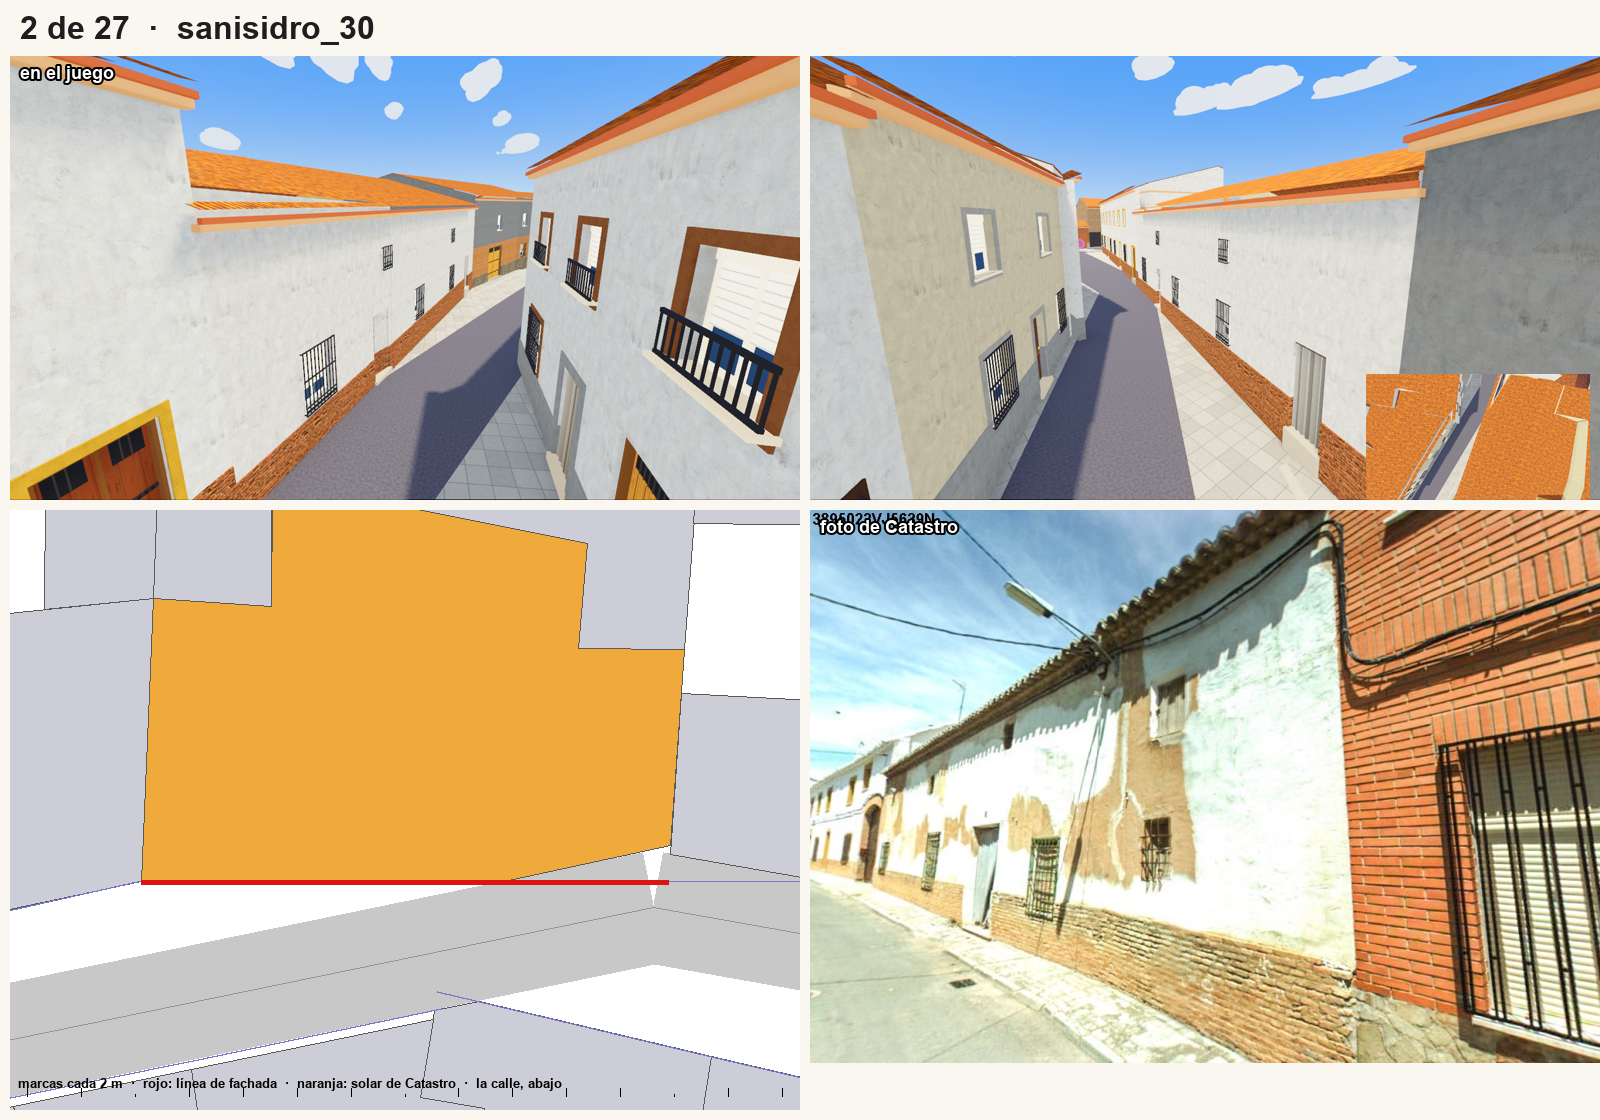 2 de 27 · sanisidro_30
en el juego
foto de Catastro
marcas cada 2 m · rojo: línea de fachada · naranja: solar de Catastro · la calle, abajo